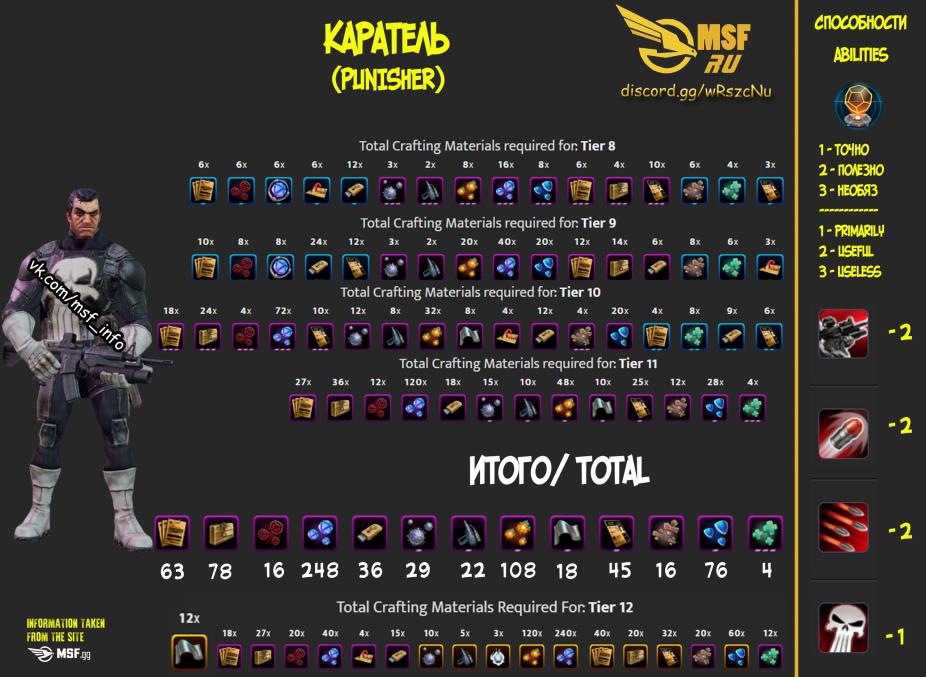 КАРАТЕЛЬ
(PUNISHER)
MSF
RU
discord.gg/wRszcNu
Total Crafting Materials required for: Tier 8
6x 6x 6x 6x 12x 3x 2x 8x 16x 8x 6x 4x 10x 6x 4x 3x
Total Crafting Materials required for: Tier 9
10x 8x 8x 24x 12x 3x 2x 20x 40x 20x 12x 14x 6x 8x 6x 3x
Total Crafting Materials required for: Tier 10
18x 24x 4x 72x 10x 12x 8x 32x 8x 4x 12x 4x 20x 4x 8x 9x 6x
Total Crafting Materials required for: Tier 11
27x 36x 12x 120x 18x 15x 10x 48x 10x 25x 12x 28x 4x
vk.com/msf_info
ИТОГО/ TOTAL
63 78 16 248 36 29 22 108 18 45 16 76 4
Total Crafting Materials Required For: Tier 12
12x
18x 27x 20x 40x 4x 15x 10x 5x 3x 120x 240x 40x 20x 32x 20x 60x 12x
INFORMATION TAKEN
FROM THE SITE
MSF.gg
СПОСОБНОСТИ
ABILITIES
1 - ТОЧНО
2 - ПОЛЕЗНО
3 - НЕОБЯЗ
------------
1 - PRIMARILY
2 - USEFUL
3 - USELESS
-2
-2
-2
-1